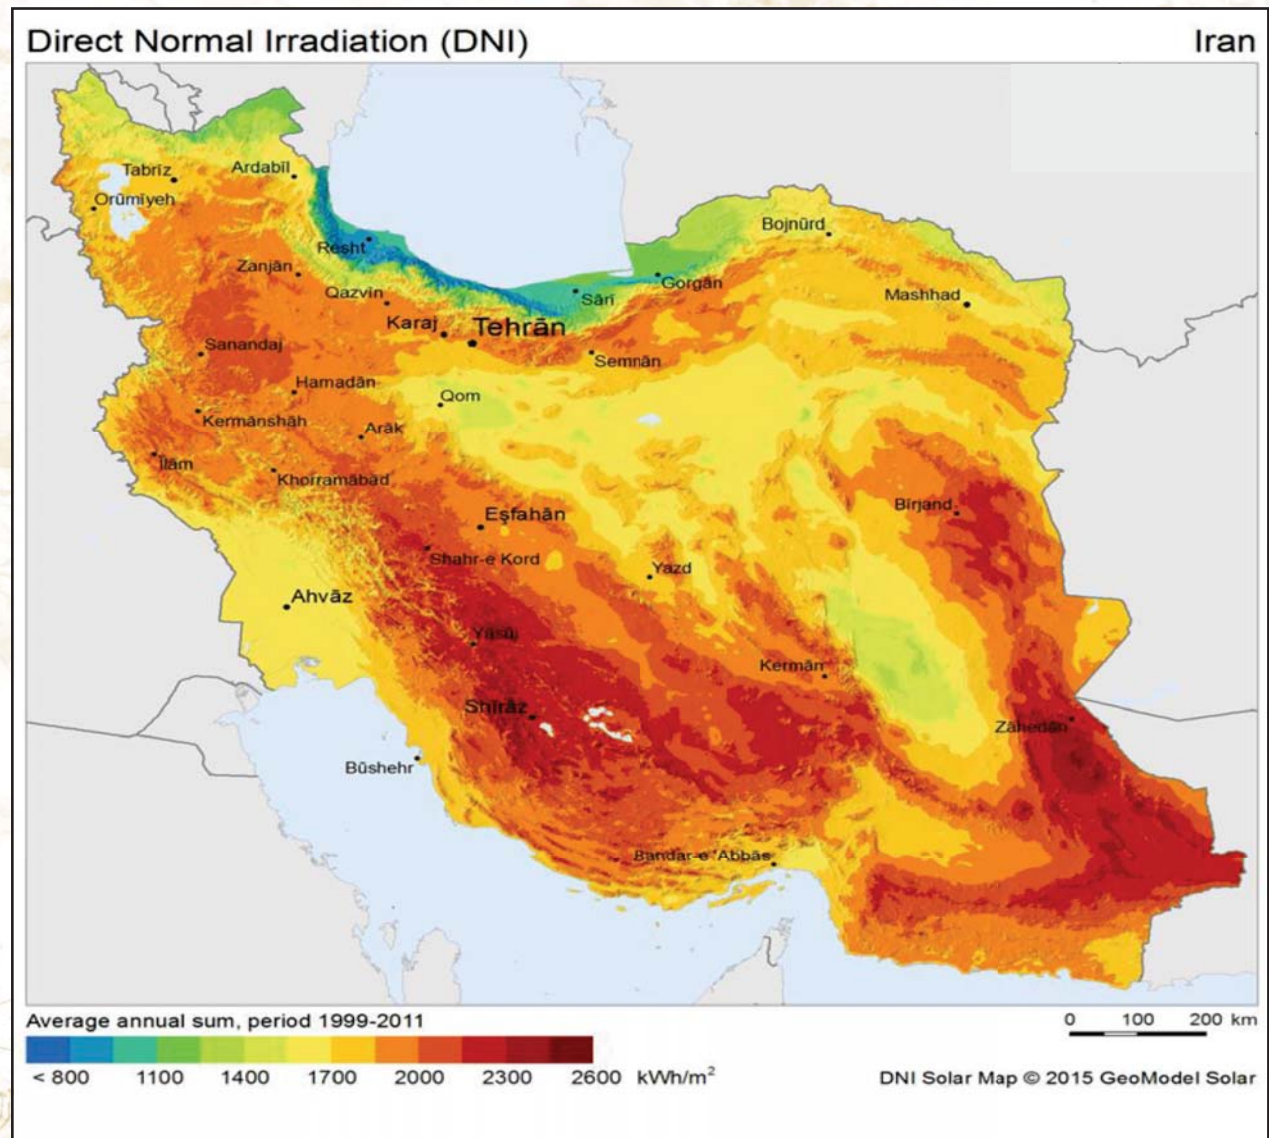 Direct Normal Irradiation (DNI)
Iran
Tabrīz
Ardabīl
Orūmīyeh
Bojnūrd
Rasht
Zanjān
Gorgān
Qazvīn
Sārī
Mashhad
Karaj
Tehrān
Sanandaj
Semnān
Hamadān
Qom
Kermānshāh
Arāk
Īlām
Khorramābād
Bīrjand
Eşfahān
Shahr-e Kord
Yazd
Ahvāz
Yāsūj
Kermān
Shīrāz
Zāhedān
Būshehr
Bandar-e 'Abbās
Average annual sum, period 1999-2011
0 100 200 km
< 800 1100 1400 1700 2000 2300 2600 kWh/m²
DNI Solar Map © 2015 GeoModel Solar